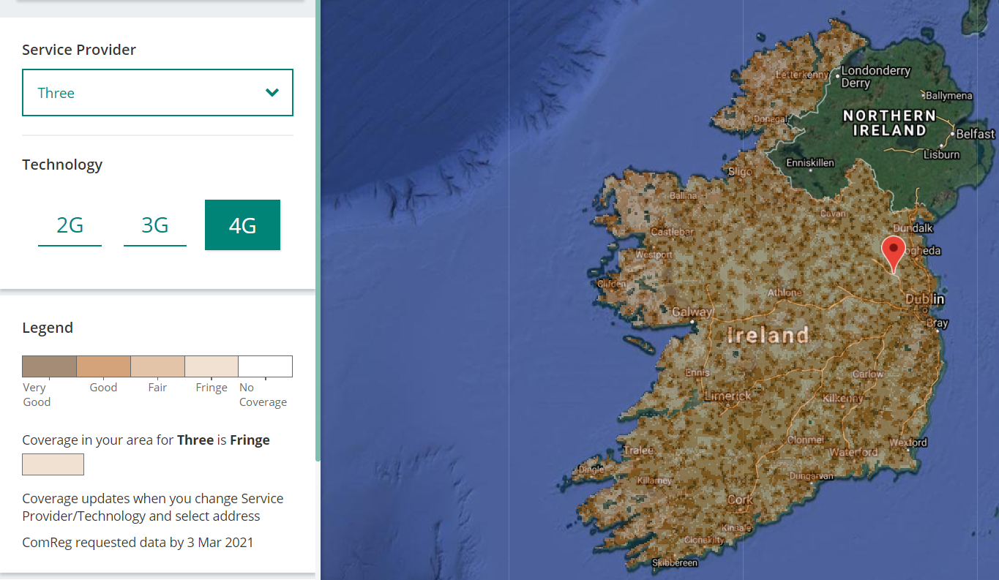 Service Provider
Three
Technology
2G
3G
4G
Legend
Very Good
Good
Fair
Fringe
No Coverage
Coverage in your area for Three is Fringe
Coverage updates when you change Service
Provider/Technology and select address
ComReg requested data by 3 Mar 2021
Letterkenny
Londonderry
Derry
Ballymena
Donegal
NORTHERN
IRELAND
Belfast
Lisburn
Enniskillen
Sligo
Ballina
Cavan
Castlebar
Dundalk
Westport
ogheda
Clifden
Athlone
Dublin
Galway
Bray
Ireland
Ennis
Carlow
Limerick
Kilkenny
Clonmel
Wexford
Tralee
Waterford
Dingle
Killarney
Dungarvan
Cork
Kinsale
Clonakilty
Skibbereen